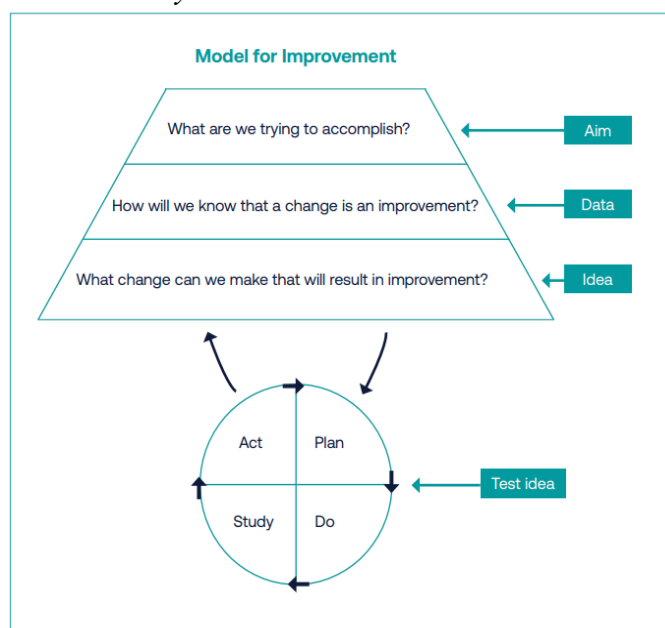 Model for Improvement
What are we trying to accomplish?
Aim
How will we know that a change is an improvement?
Data
What change can we make that will result in improvement?
Idea
Act
Plan
Test idea
Study
Do